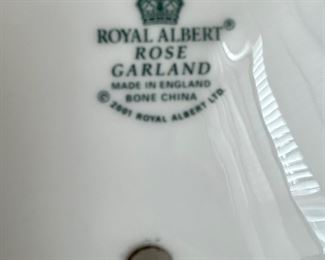 ROYAL ALBERT®
ROSE
GARLAND
MADE IN ENGLAND
BONE CHINA
© 2001 ROYAL ALBERT LTD.